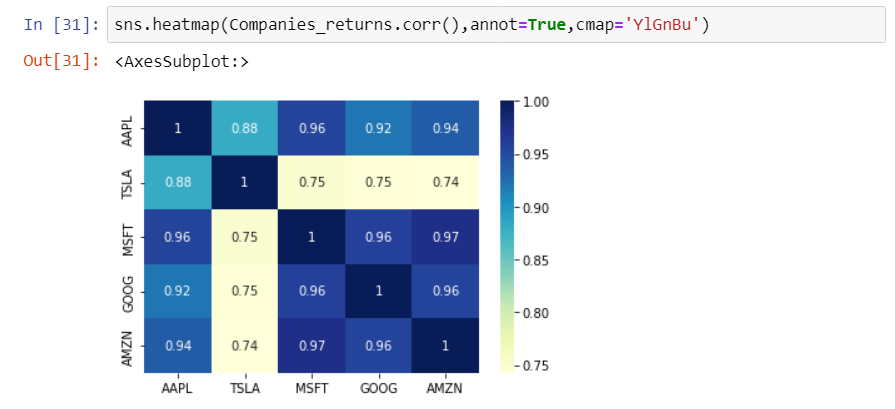 In [31]: sns.heatmap(Companies_returns.corr(),annot=True,cmap='YlGnBu')
Out[31]: <AxesSubplot:>
AAPL 1 0.88 0.96 0.92 0.94
TSLA 0.88 1 0.75 0.75 0.74
MSFT 0.96 0.75 1 0.96 0.97
GOOG 0.92 0.75 0.96 1 0.96
AMZN 0.94 0.74 0.97 0.96 1
AAPL TSLA MSFT GOOG AMZN
1.00
0.95
0.90
0.85
0.80
0.75